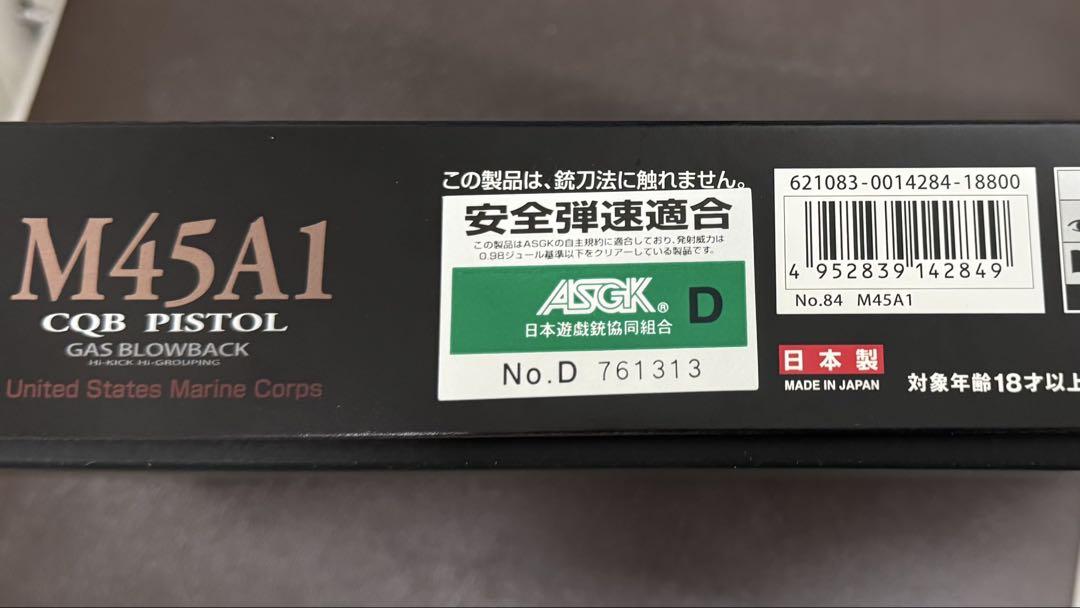 M45A1
CQB PISTOL
GAS BLOWBACK
HI-KICK HI-GROUPING
United States Marine Corps
この製品は、銃刀法に触れません。
安全弾速適合
この製品はASGKの自主規約に適合しており、発射威力は
0.98ジュール基準以下をクリアーしている製品です。
ASGK® D
日本遊戯銃協同組合
No.D 761313
621083-0014284-18800
4 952839 142849
No.84 M45A1
日本製
MADE IN JAPAN
対象年齢18才以上